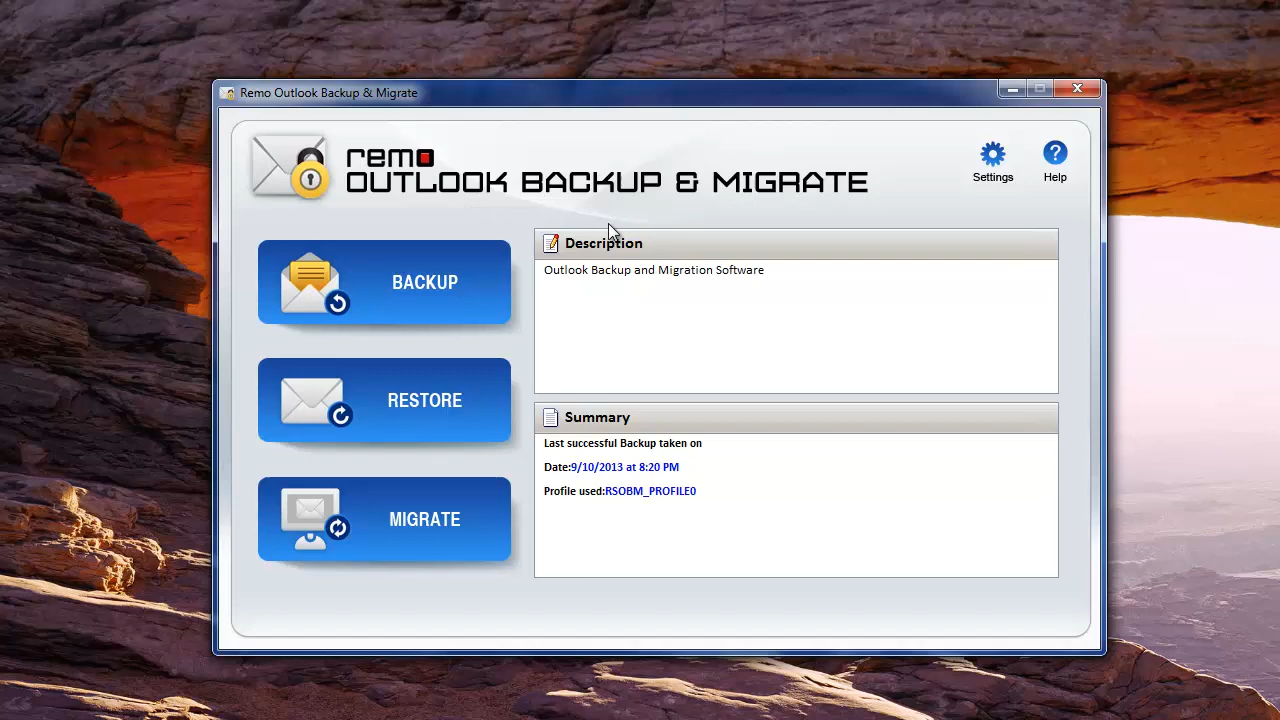 Remo Outlook Backup & Migrate
remo
OUTLOOK BACKUP & MIGRATE
Settings
Help
BACKUP
RESTORE
MIGRATE
Description
Outlook Backup and Migration Software
Summary
Last successful Backup taken on
Date:9/10/2013 at 8:20 PM
Profile used:RSOBM_PROFILE0